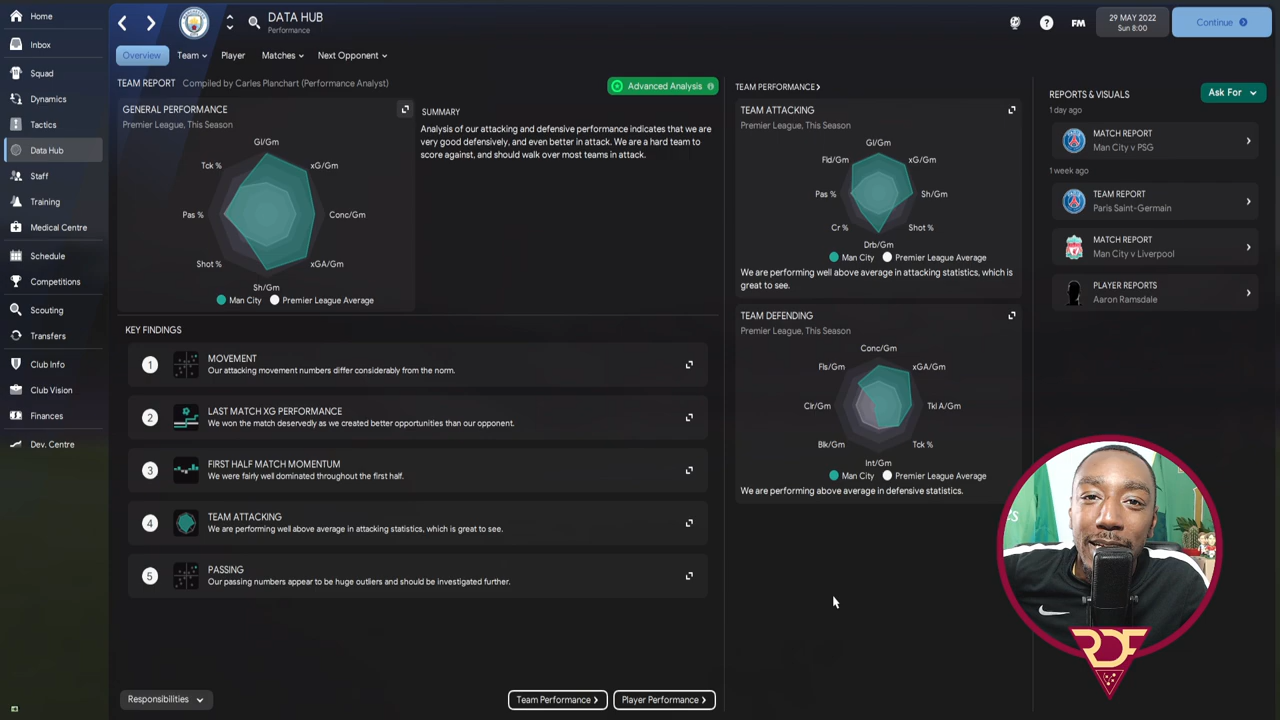 Home
Inbox
Squad
Dynamics
Tactics
Data Hub
Staff
Training
Medical Centre
Schedule
Competitions
Scouting
Transfers
Club Info
Club Vision
Finances
Dev. Centre
DATA HUB
Performance
FM
29 MAY 2022
Sun 8:00
Continue
Overview
Team
Player
Matches
Next Opponent
TEAM REPORT Compiled by Carles Planchart (Performance Analyst)
Advanced Analysis
GENERAL PERFORMANCE
Premier League, This Season
Gl/Gm
Tck %
xG/Gm
Pas %
Conc/Gm
Shot %
xGA/Gm
Sh/Gm
Man City
Premier League Average
SUMMARY
Analysis of our attacking and defensive performance indicates that we are
very good defensively, and even better in attack. We are a hard team to
score against, and should walk over most teams in attack.
KEY FINDINGS
1
MOVEMENT
Our attacking movement numbers differ considerably from the norm.
2
LAST MATCH XG PERFORMANCE
We won the match deservedly as we created better opportunities than our opponent.
3
FIRST HALF MATCH MOMENTUM
We were fairly well dominated throughout the first half.
4
TEAM ATTACKING
We are performing well above average in attacking statistics, which is great to see.
5
PASSING
Our passing numbers appear to be huge outliers and should be investigated further.
Responsibilities
Team Performance
Player Performance
TEAM PERFORMANCE
TEAM ATTACKING
Premier League, This Season
Gl/Gm
Fld/Gm
xG/Gm
Pas %
Sh/Gm
Cr %
Shot %
Drb/Gm
Man City
Premier League Average
We are performing well above average in attacking statistics, which is
great to see.
TEAM DEFENDING
Premier League, This Season
Conc/Gm
Fls/Gm
xGA/Gm
Clr/Gm
Tkl A/Gm
Blk/Gm
Tck %
Int/Gm
Man City
Premier League Average
We are performing above average in defensive statistics.
REPORTS & VISUALS
Ask For
1 day ago
MATCH REPORT
Man City v PSG
1 week ago
TEAM REPORT
Paris Saint-Germain
MATCH REPORT
Man City v Liverpool
PLAYER REPORTS
Aaron Ramsdale
RDF